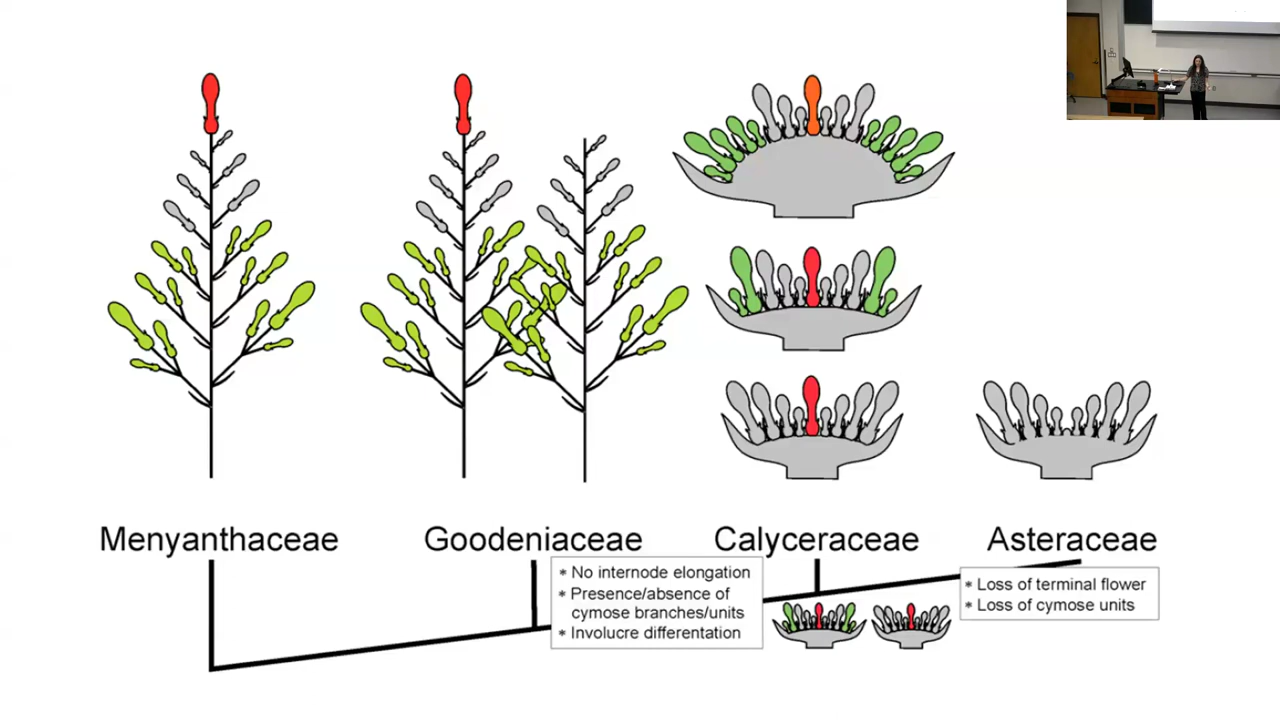 Menyanthaceae
Goodeniaceae
Calyceraceae
Asteraceae
* No internode elongation
* Presence/absence of
cymose branches/units
* Involucre differentation
* Loss of terminal flower
* Loss of cymose units